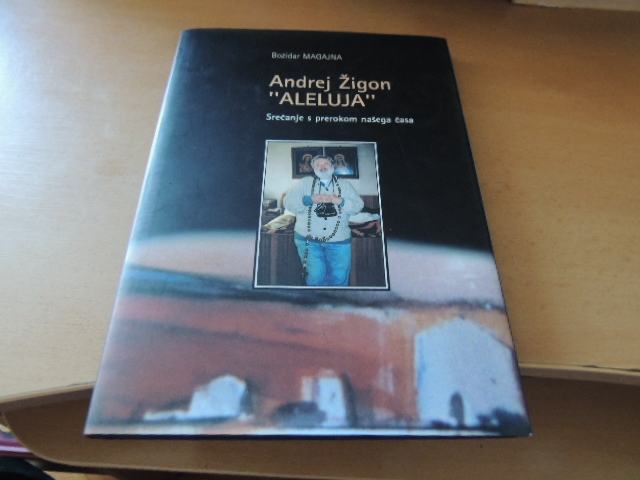 Božidar MAGAJNA
Andrej Žigon
"ALELUJA"
Srečanje s prerokom našega časa